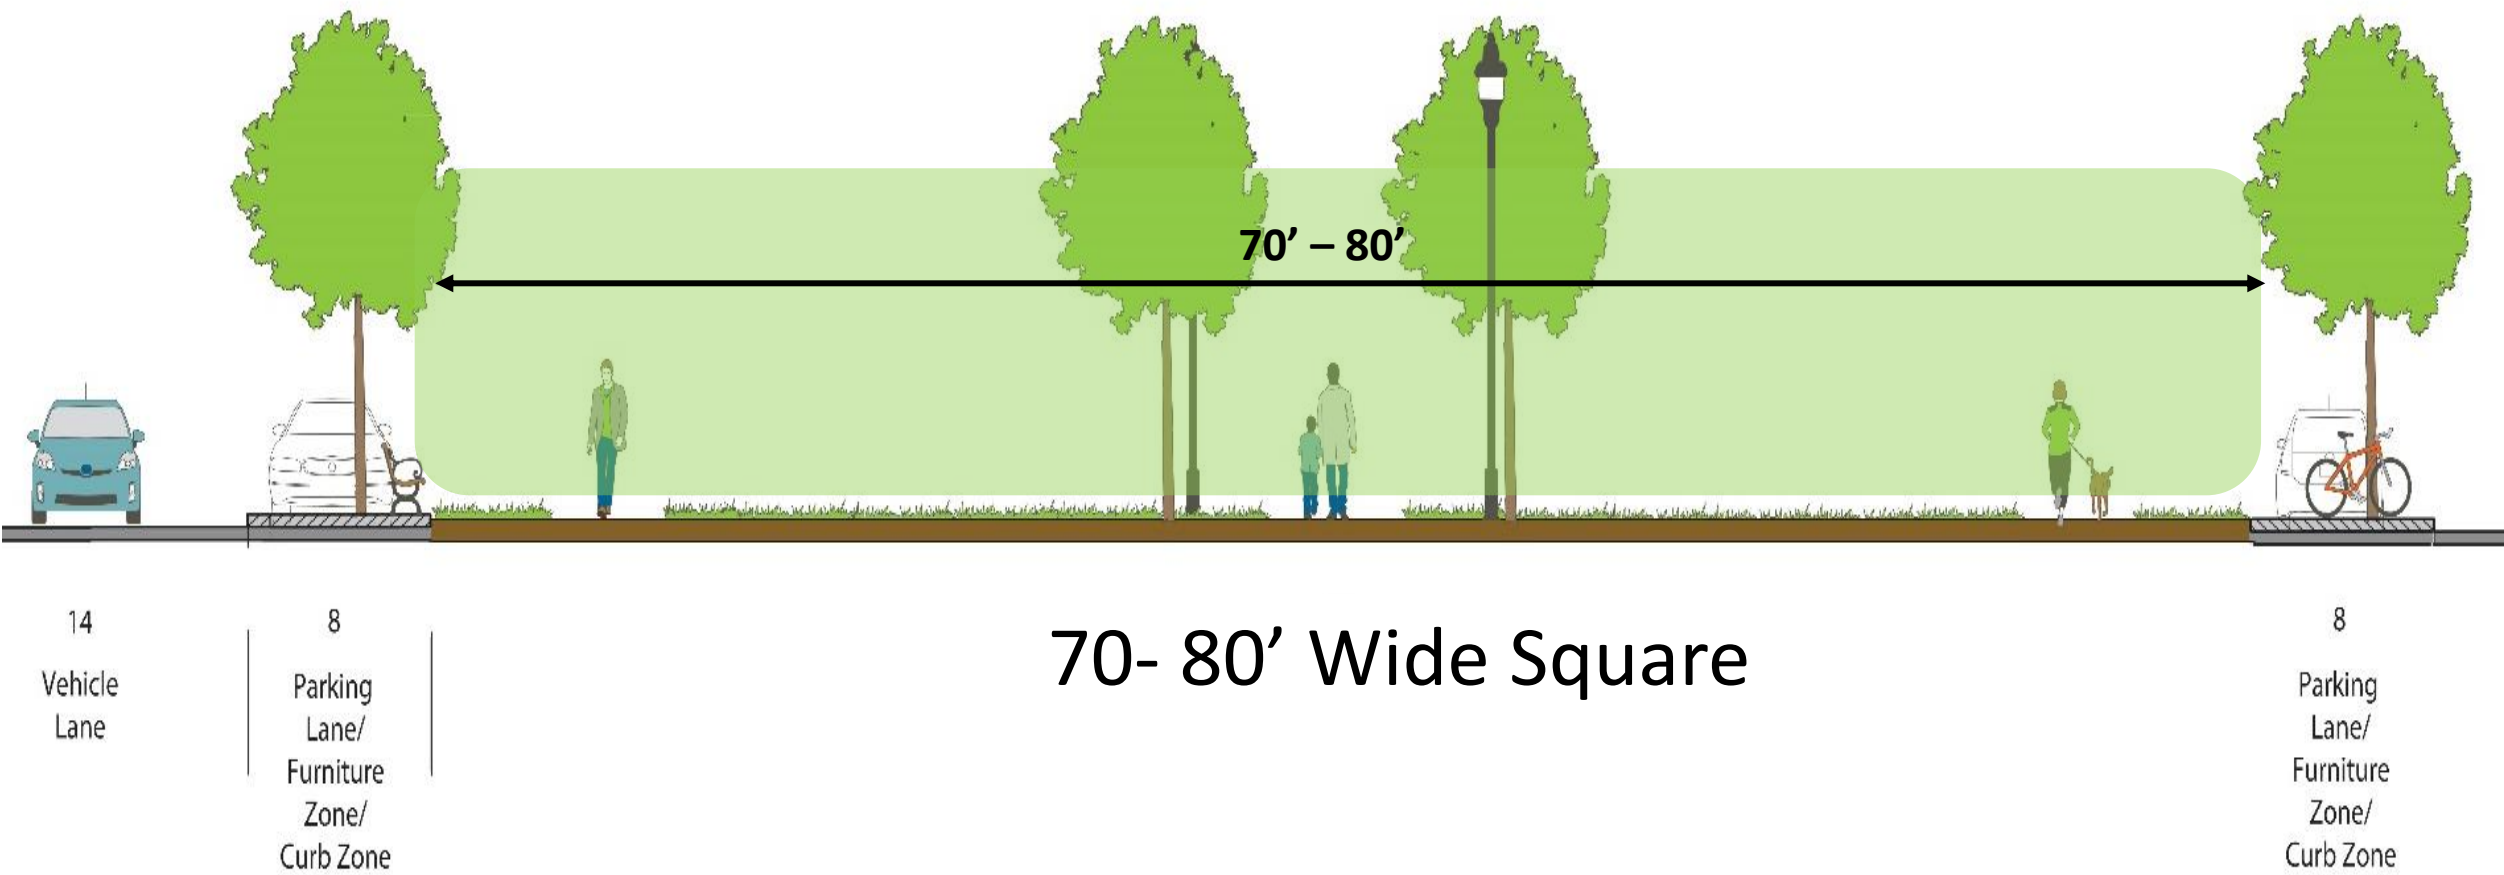 70’ – 80’
14
Vehicle
Lane
8
Parking
Lane/
Furniture
Zone/
Curb Zone
70- 80’ Wide Square
8
Parking
Lane/
Furniture
Zone/
Curb Zone